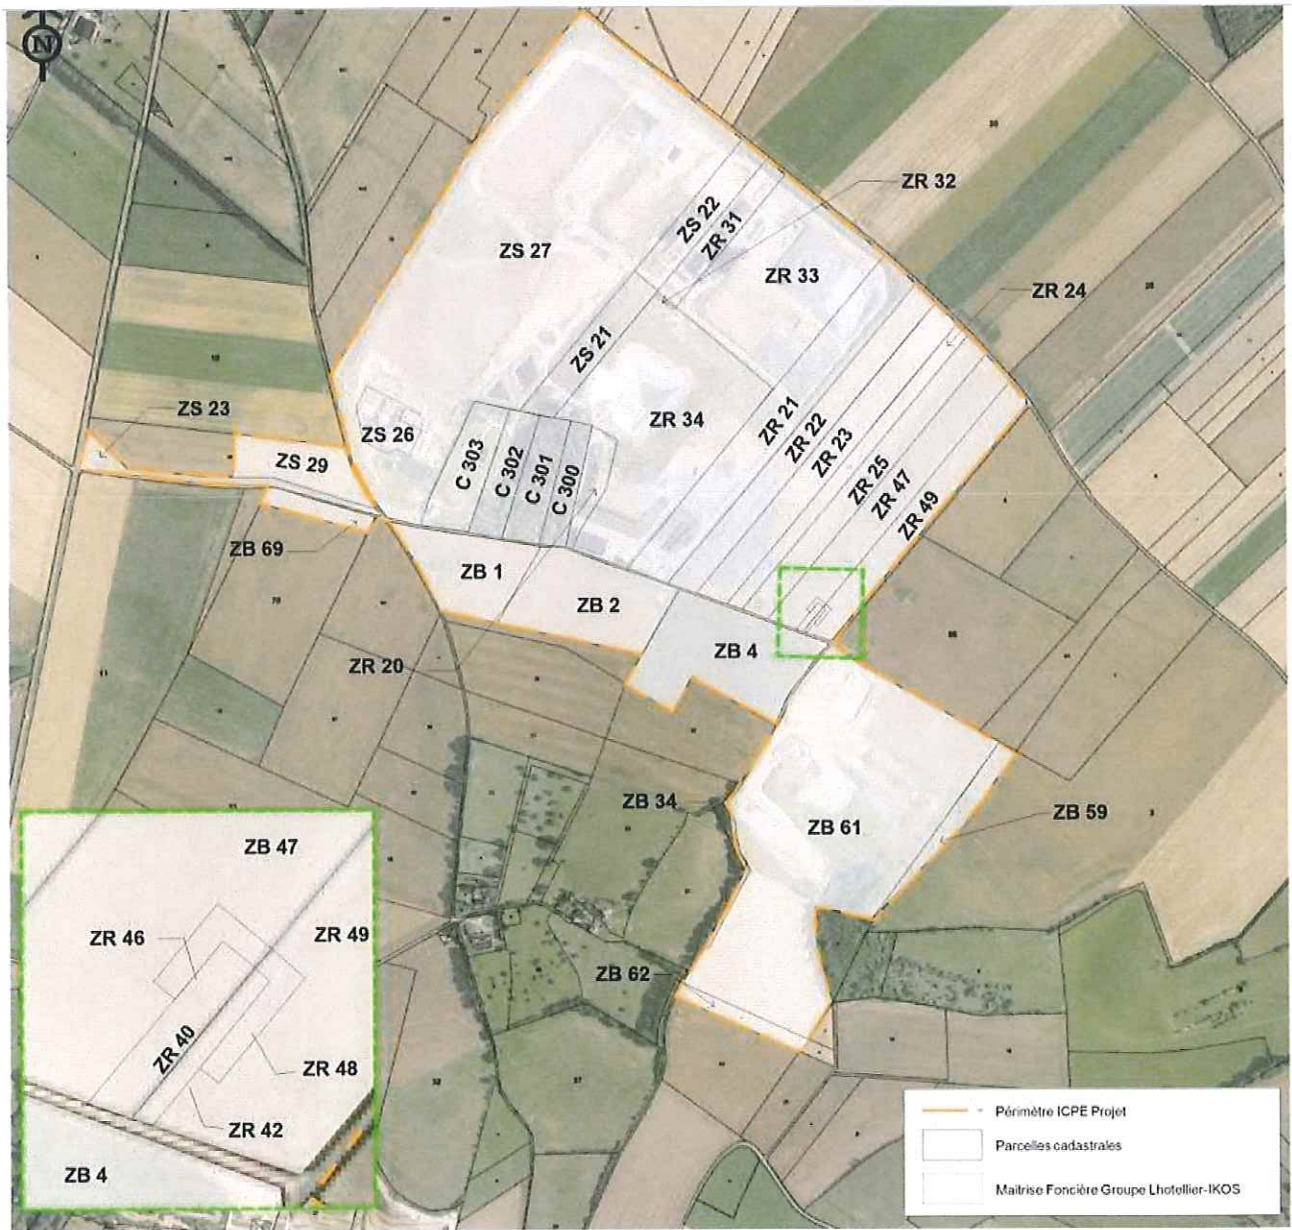 N
ZR 32
ZS 22
ZR 31
ZS 27
ZR 33
ZR 24
ZS 21
ZS 23
ZS 26
ZR 34
ZR 21
ZR 22
ZR 23
ZS 29
C 303
C 302
C 301
C 300
ZR 25
ZR 47
ZR 49
ZB 69
ZB 1
ZB 2
ZB 4
ZR 20
ZB 34
ZB 61
ZB 59
ZB 62
ZB 47
ZR 46
ZR 49
ZR 40
ZR 48
ZR 42
ZB 4
Périmètre ICPE Projet
Parcelles cadastrales
Maitrise Foncière Groupe Lhotellier-IKOS